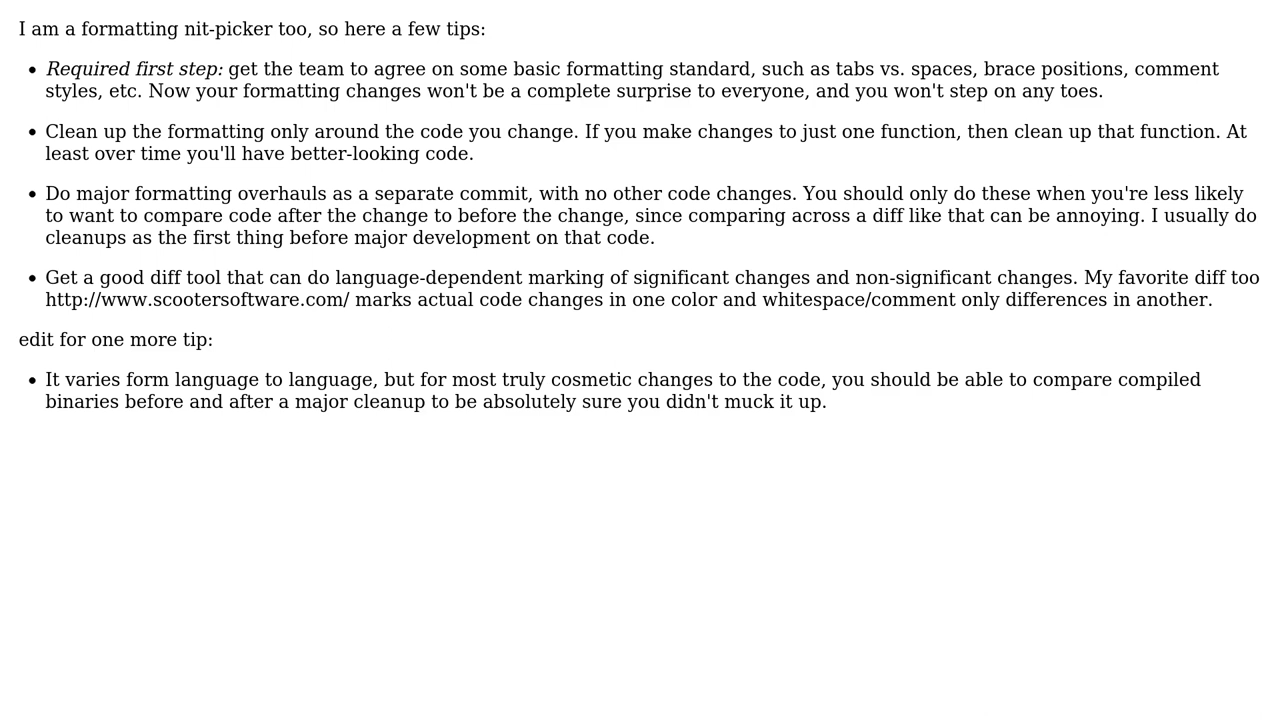 I am a formatting nit-picker too, so here a few tips:
• Required first step: get the team to agree on some basic formatting standard, such as tabs vs. spaces, brace positions, comment
styles, etc. Now your formatting changes won't be a complete surprise to everyone, and you won't step on any toes.
• Clean up the formatting only around the code you change. If you make changes to just one function, then clean up that function. At
least over time you'll have better-looking code.
• Do major formatting overhauls as a separate commit, with no other code changes. You should only do these when you're less likely
to want to compare code after the change to before the change, since comparing across a diff like that can be annoying. I usually do
cleanups as the first thing before major development on that code.
• Get a good diff tool that can do language-dependent marking of significant changes and non-significant changes. My favorite diff too
http://www.scootersoftware.com/ marks actual code changes in one color and whitespace/comment only differences in another.
edit for one more tip:
• It varies form language to language, but for most truly cosmetic changes to the code, you should be able to compare compiled
binaries before and after a major cleanup to be absolutely sure you didn't muck it up.